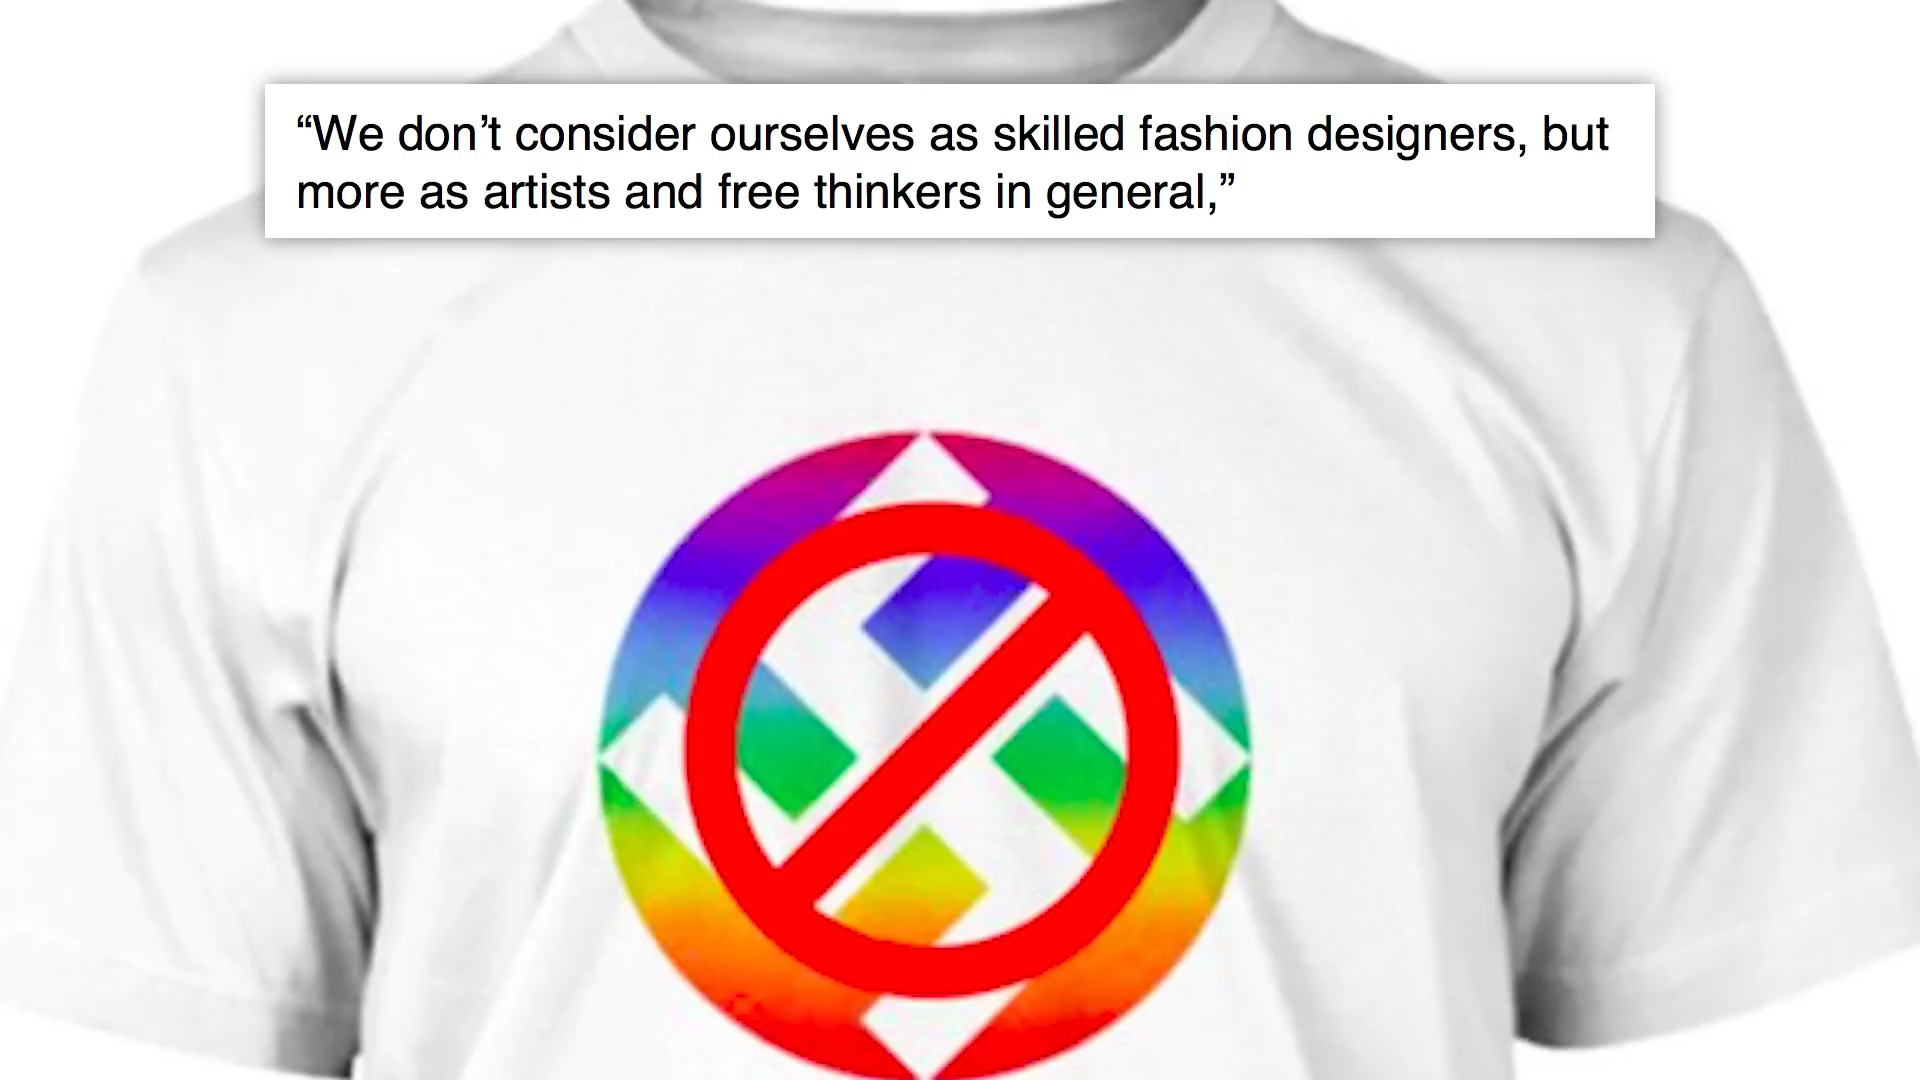 “We don’t consider ourselves as skilled fashion designers, but
more as artists and free thinkers in general,”